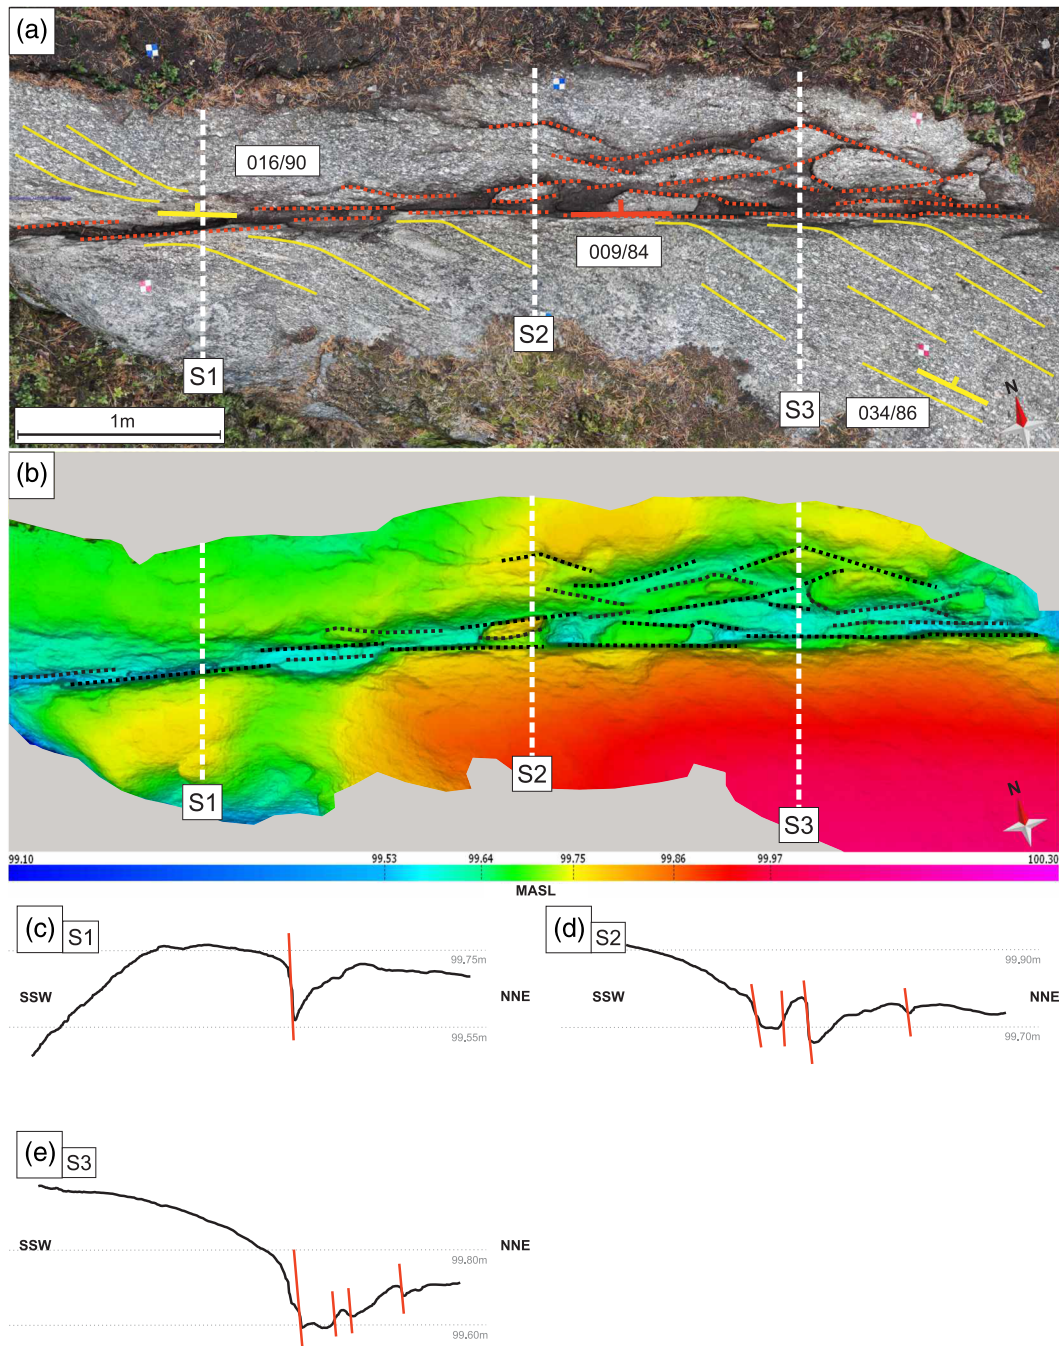 (a)
016/90
009/84
S2
S1
S3
034/86
1m
N
(b)
S1
S2
S3
N
99.10 99.53 99.64 99.75 99.86 99.97 100.30
MASL
(c) S1
99.75m
SSW NNE
99.55m
(d) S2
99.90m
SSW NNE
99.70m
(e) S3
SSW NNE
99.80m
99.60m